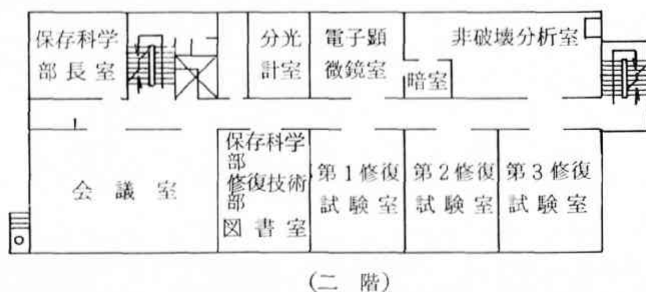 保存科学
部長室
分光
計室
電子顕
微鏡室
非破壊分析室
暗室
会議室
保存科学
部
修復技術
部
図書室
第1修復
試験室
第2修復
試験室
第3修復
試験室
(二階)